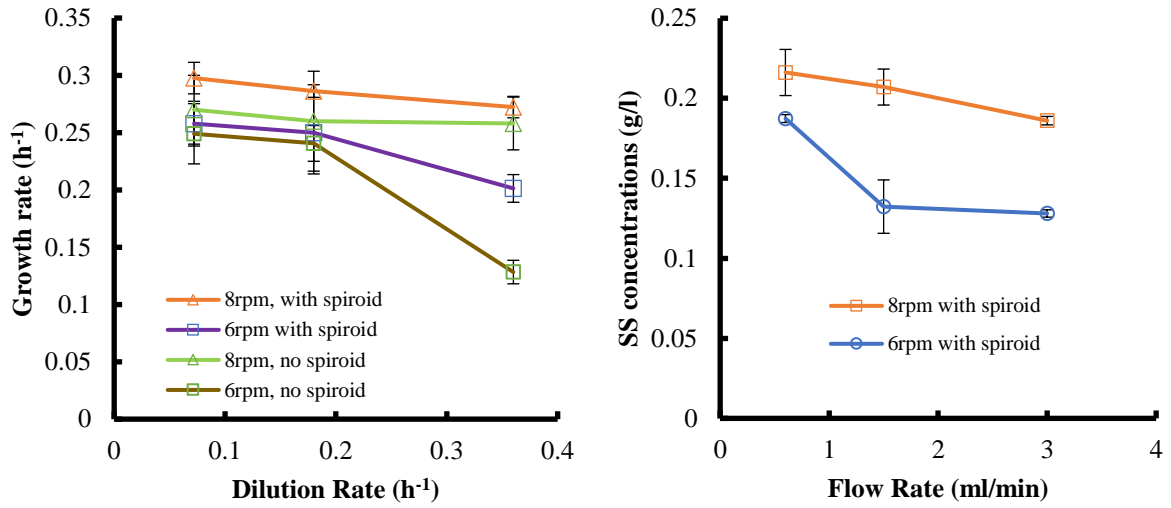 0.35
0.3
0.25
0.2
0.15
0.1
0.05
0
0
0.1
0.2
0.3
0.4
Growth rate (h-1)
Dilution Rate (h-1)
8rpm, with spiroid
6rpm with spiroid
8rpm, no spiroid
6rpm, no spiroid
0.25
0.2
0.15
0.1
0.05
0
0
1
2
3
4
SS concentrations (g/l)
Flow Rate (ml/min)
8rpm with spiroid
6rpm with spiroid